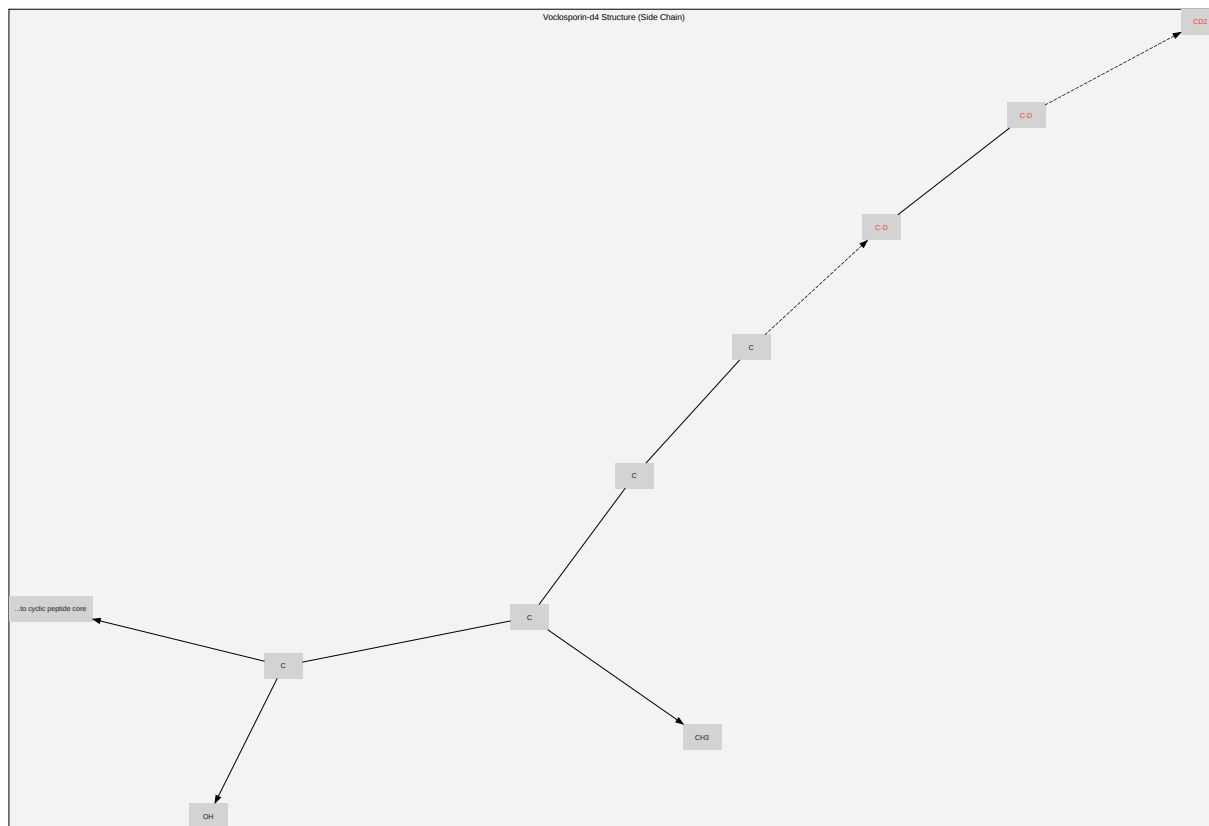 Voclosporin-d4 Structure (Side Chain)
CD2
C-D
C-D
C
C
...to cyclic peptide core
C
C
CH3
OH